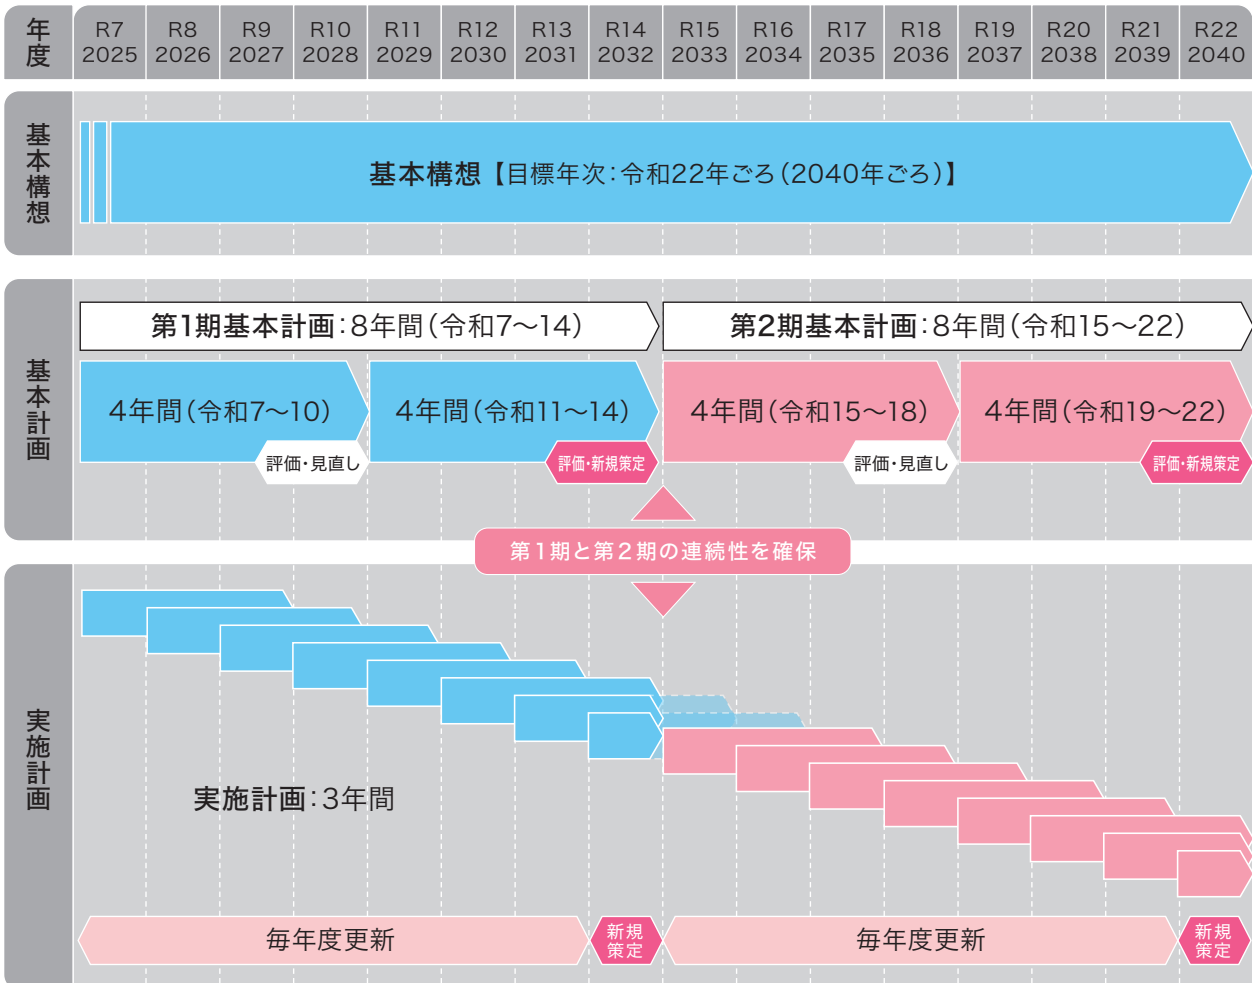 年度
R7 R8 R9 R10 R11 R12 R13 R14 R15 R16 R17 R18 R19 R20 R21 R22
2025 2026 2027 2028 2029 2030 2031 2032 2033 2034 2035 2036 2037 2038 2039 2040
基本構想
基本構想【目標年次:令和22年ごろ(2040年ごろ)】
基本計画
第1期基本計画:8年間(令和7〜14)
第2期基本計画:8年間(令和15〜22)
4年間(令和7〜10)
4年間(令和11〜14)
4年間(令和15〜18)
4年間(令和19〜22)
評価・見直し
評価・新規策定
評価・見直し
評価・新規策定
第1期と第2期の連続性を確保
実施計画
実施計画:3年間
毎年度更新
新規
策定
毎年度更新
新規
策定